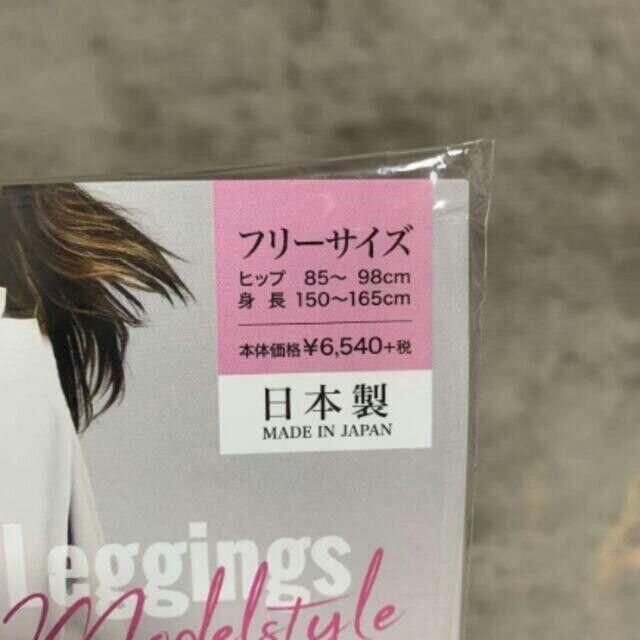 フリーサイズ
ヒップ 85〜 98cm
身長 150〜165cm
本体価格¥6,540+税
日本製
MADE IN JAPAN
Leggings
Modelstyle